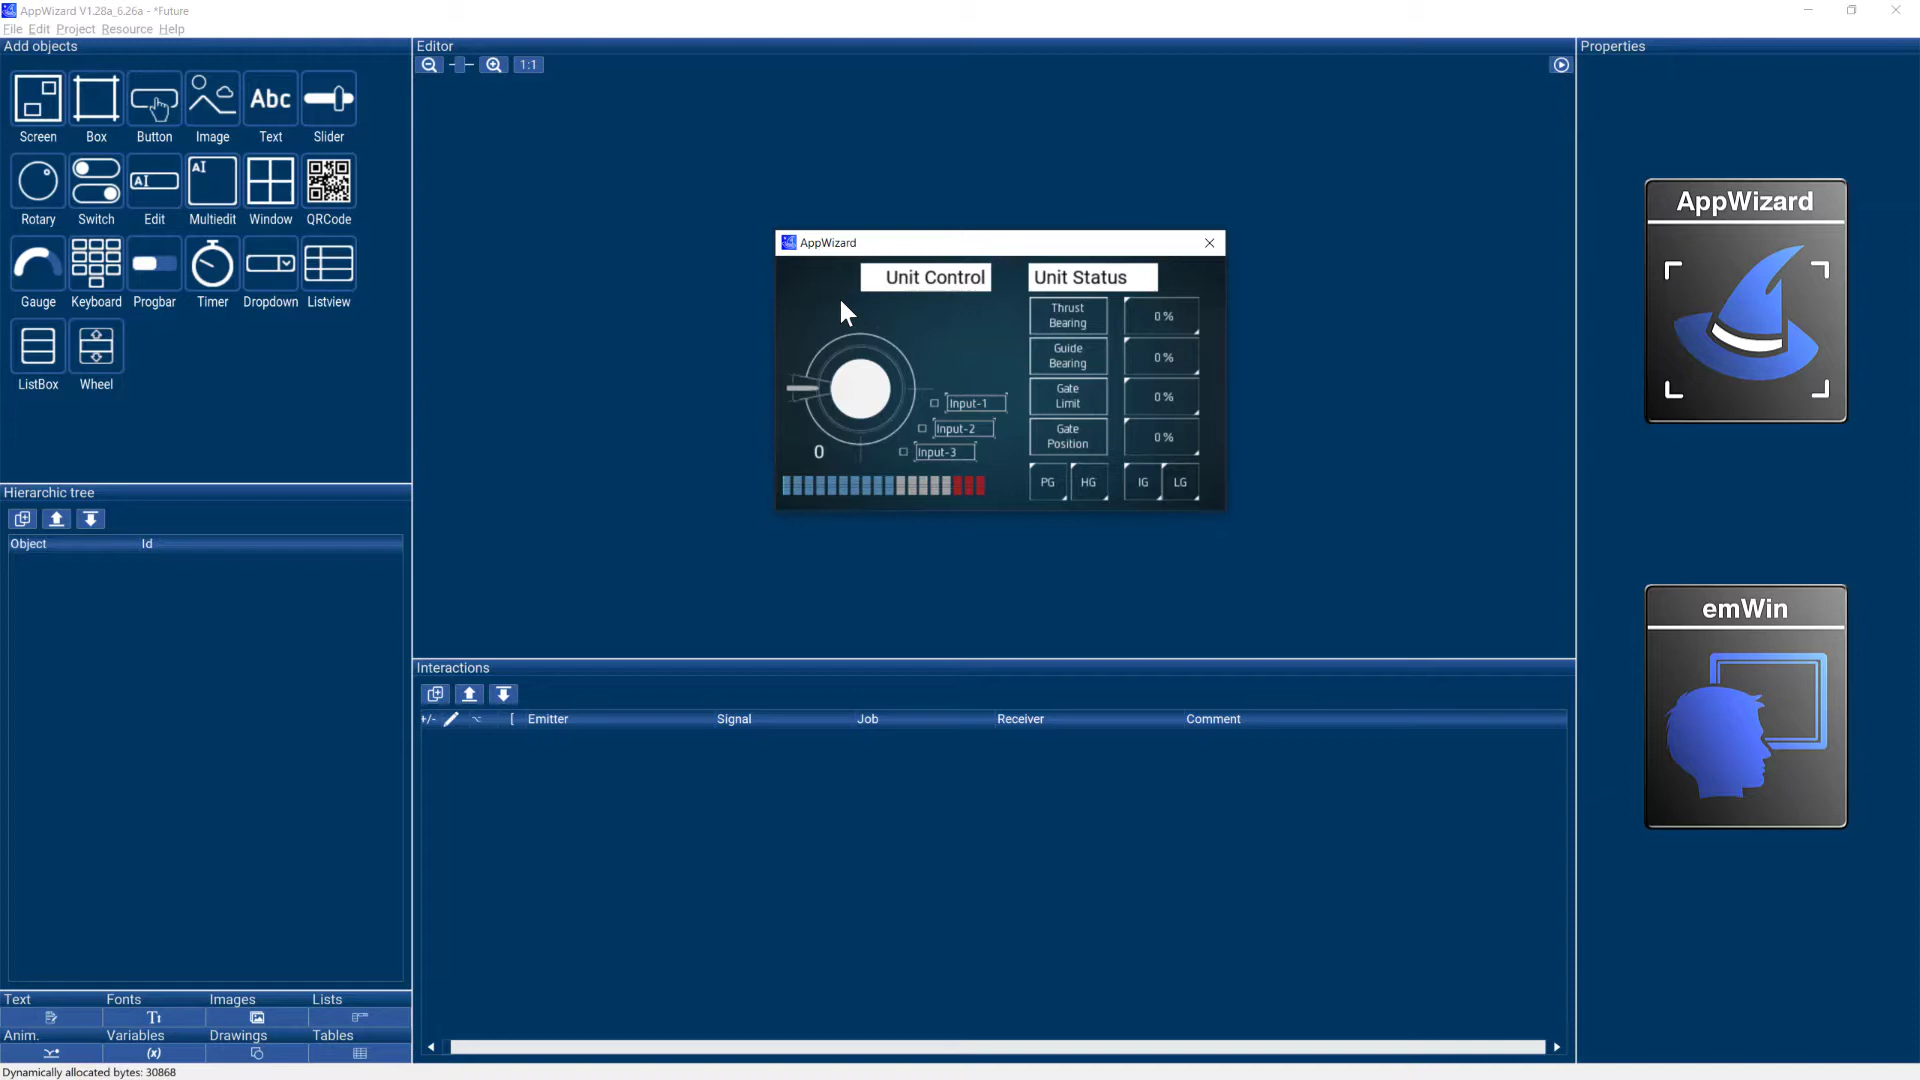 AppWizard V1.28a_6.26a - *Future
File Edit Project Resource Help
Add objects
Screen Box Button Image Text Slider
Abc
Rotary Switch Edit Multiedit Window QRCode
AI AI
Gauge Keyboard Progbar Timer Dropdown Listview
ListBox Wheel
Hierarchic tree
Object Id
Text Fonts Images Lists
Anim. Variables Drawings Tables
(x)
Dynamically allocated bytes: 30868
Editor
1:1
AppWizard
Unit Control
Unit Status
Thrust
Bearing
0 %
Guide
Bearing
0 %
Gate
Limit
0 %
Gate
Position
0 %
PG HG IG LG
Input-1
Input-2
Input-3
0
Interactions
+/- [ Emitter Signal Job Receiver Comment
Properties
AppWizard
emWin